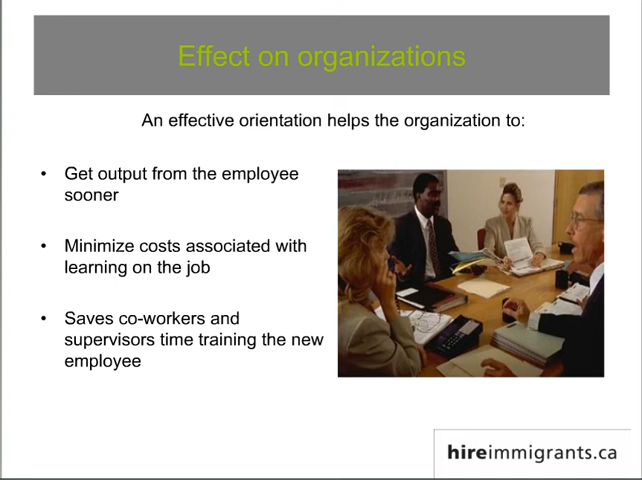 Effect on organizations
An effective orientation helps the organization to:
• Get output from the employee
sooner
• Minimize costs associated with
learning on the job
• Saves co-workers and
supervisors time training the new
employee
hireimmigrants.ca